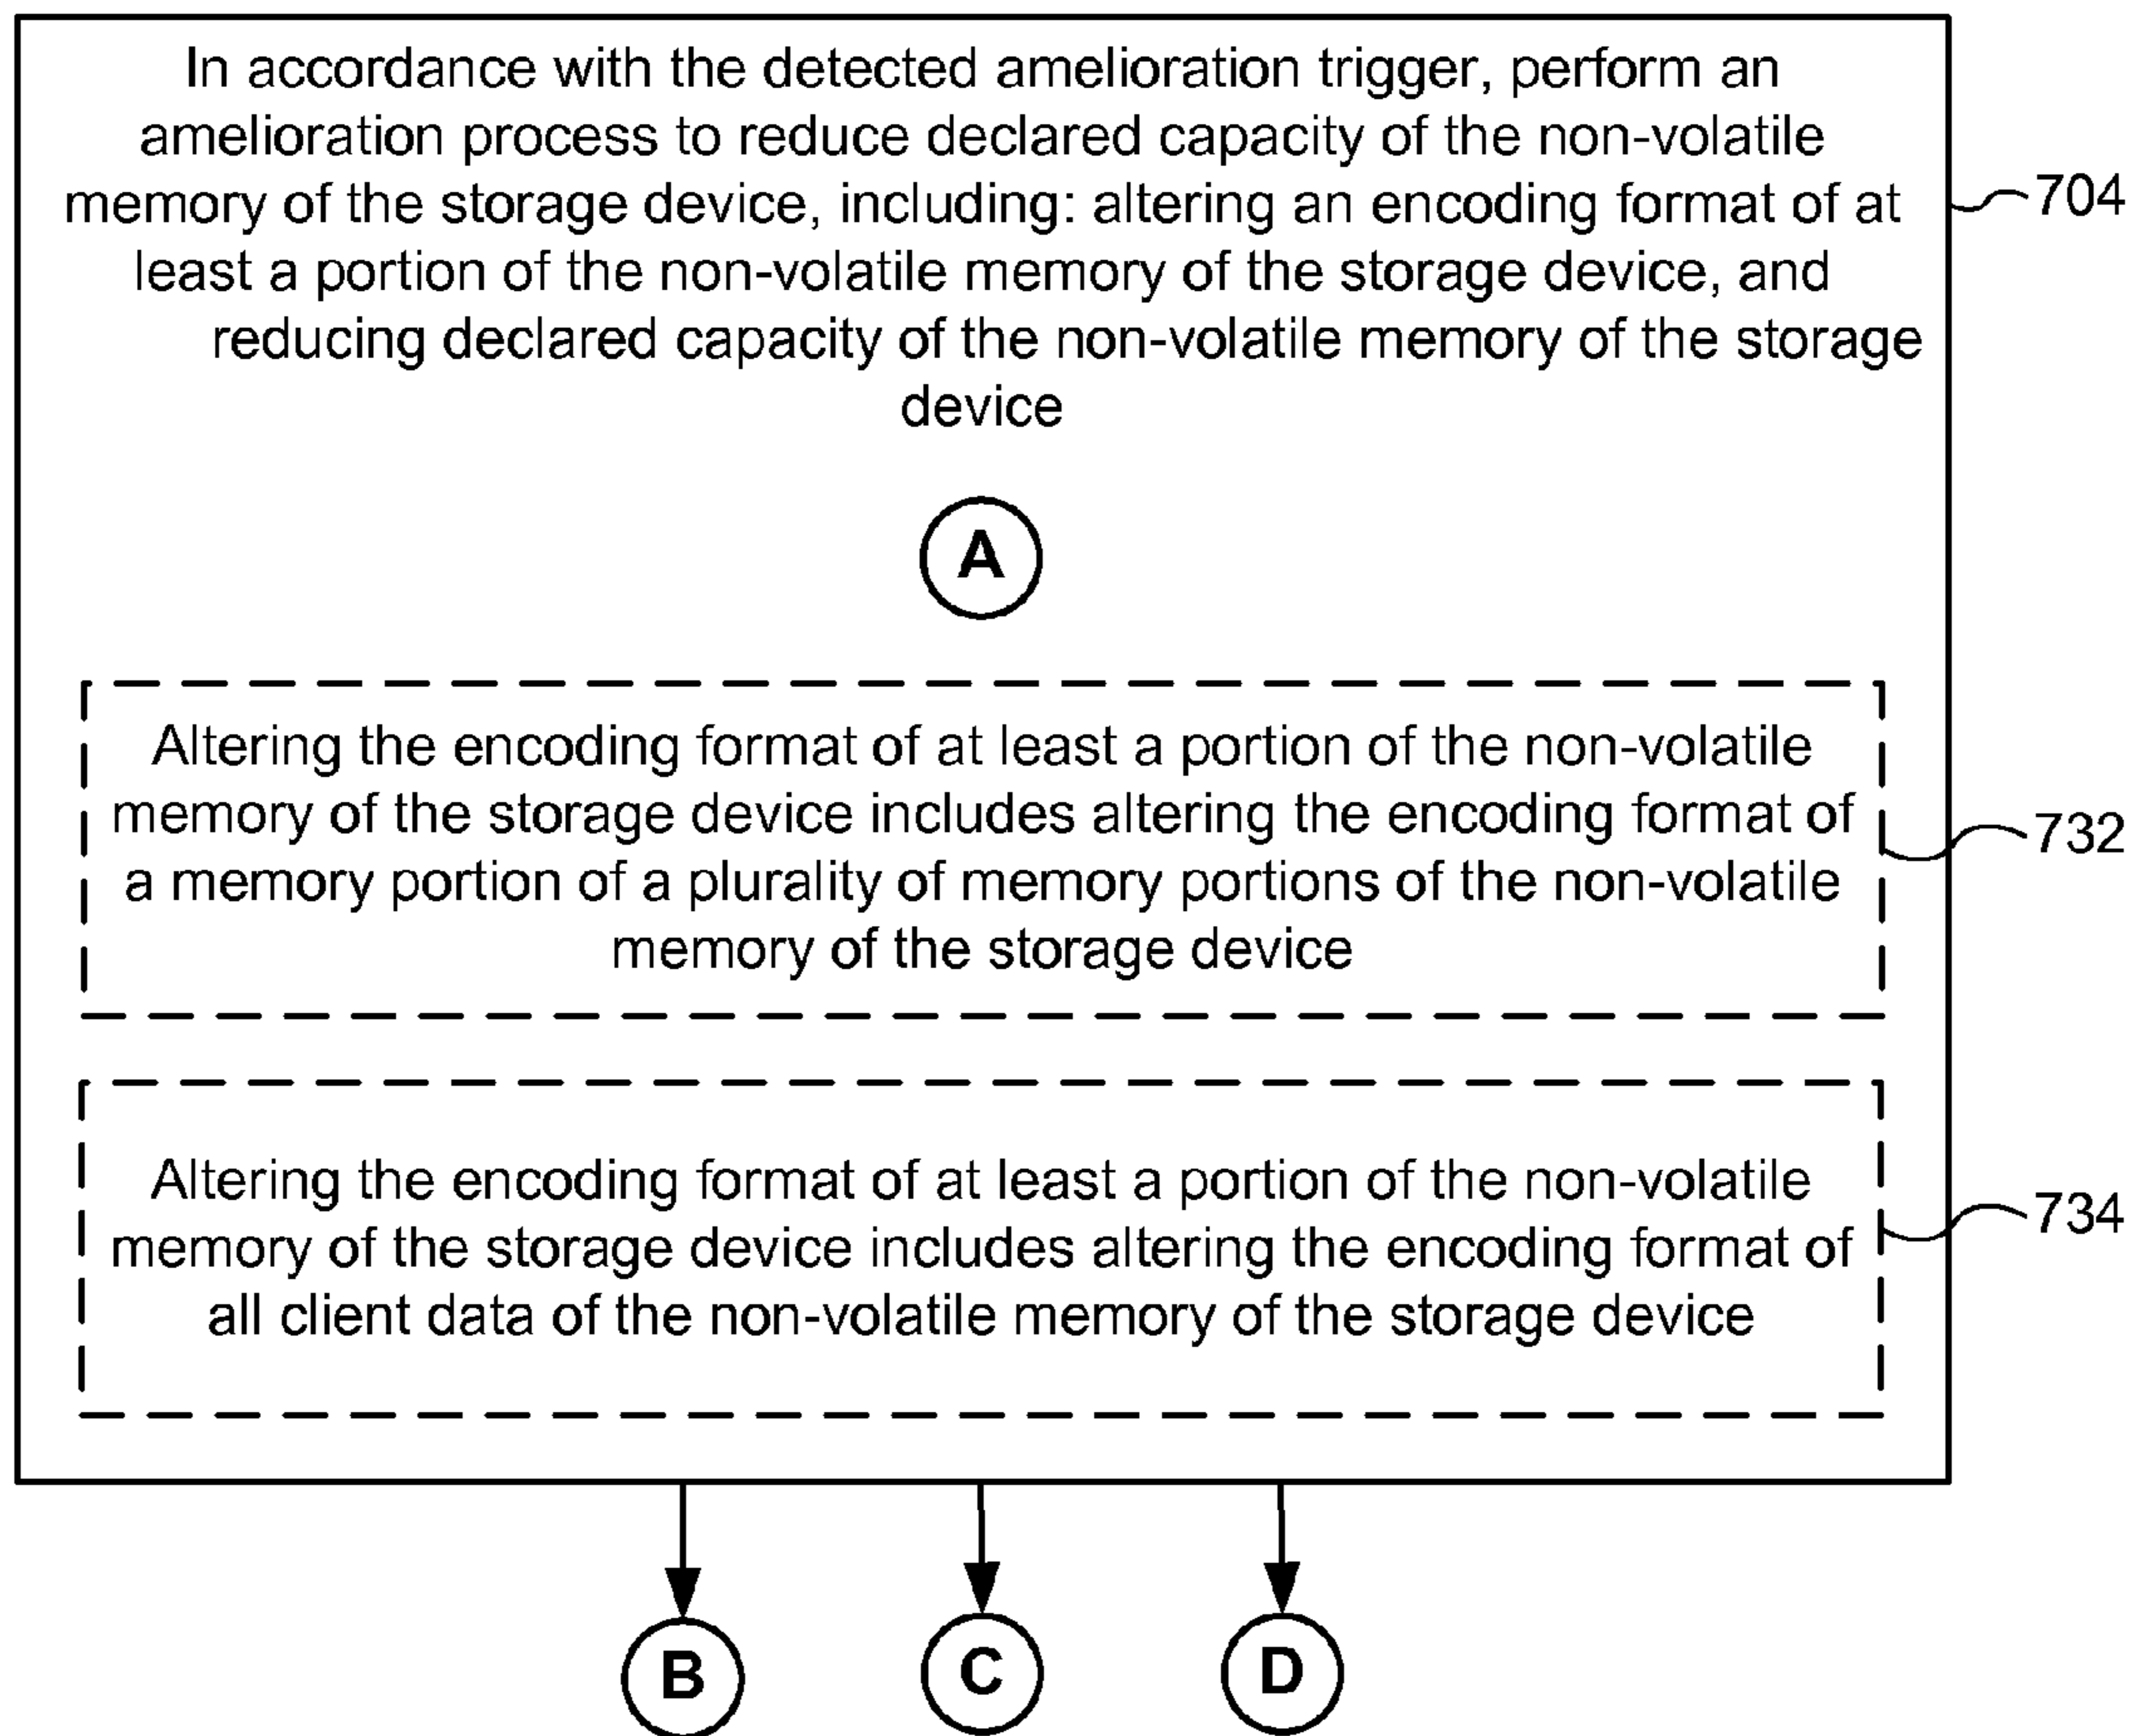 In accordance with the detected amelioration trigger, perform an
amelioration process to reduce declared capacity of the non-volatile
memory of the storage device, including: altering an encoding format of at
least a portion of the non-volatile memory of the storage device, and
reducing declared capacity of the non-volatile memory of the storage
device
704
A
Altering the encoding format of at least a portion of the non-volatile
memory of the storage device includes altering the encoding format of
a memory portion of a plurality of memory portions of the non-volatile
memory of the storage device
732
Altering the encoding format of at least a portion of the non-volatile
memory of the storage device includes altering the encoding format of
all client data of the non-volatile memory of the storage device
734
B
C
D